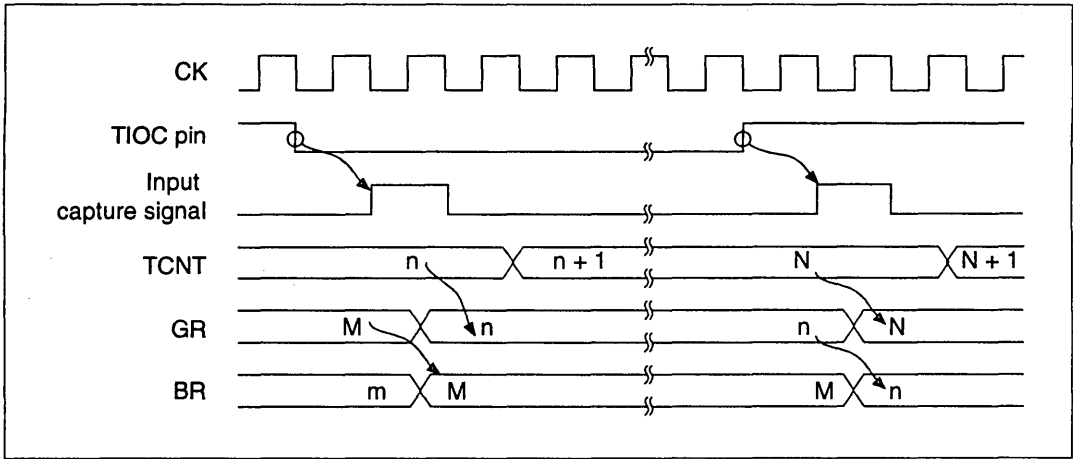 CK
TIOC pin
Input
capture signal
TCNT n n + 1 N N + 1
GR M n n N
BR m M M n